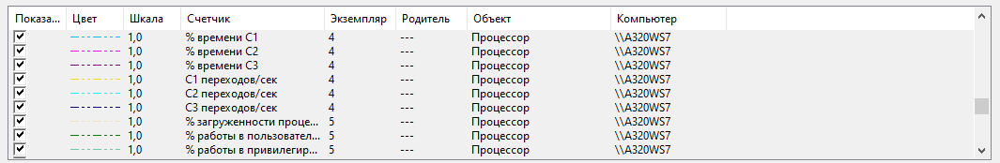 Показа... Цвет Шкала Счетчик Экземпляр Родитель Объект Компьютер
1,0 % времени C1 4 --- Процессор \\A320WS7
1,0 % времени C2 4 --- Процессор \\A320WS7
1,0 % времени C3 4 --- Процессор \\A320WS7
1,0 C1 переходов/сек 4 --- Процессор \\A320WS7
1,0 C2 переходов/сек 4 --- Процессор \\A320WS7
1,0 C3 переходов/сек 4 --- Процессор \\A320WS7
1,0 % загруженности проце... 5 --- Процессор \\A320WS7
1,0 % работы в пользовател... 5 --- Процессор \\A320WS7
1,0 % работы в привилегир... 5 --- Процессор \\A320WS7